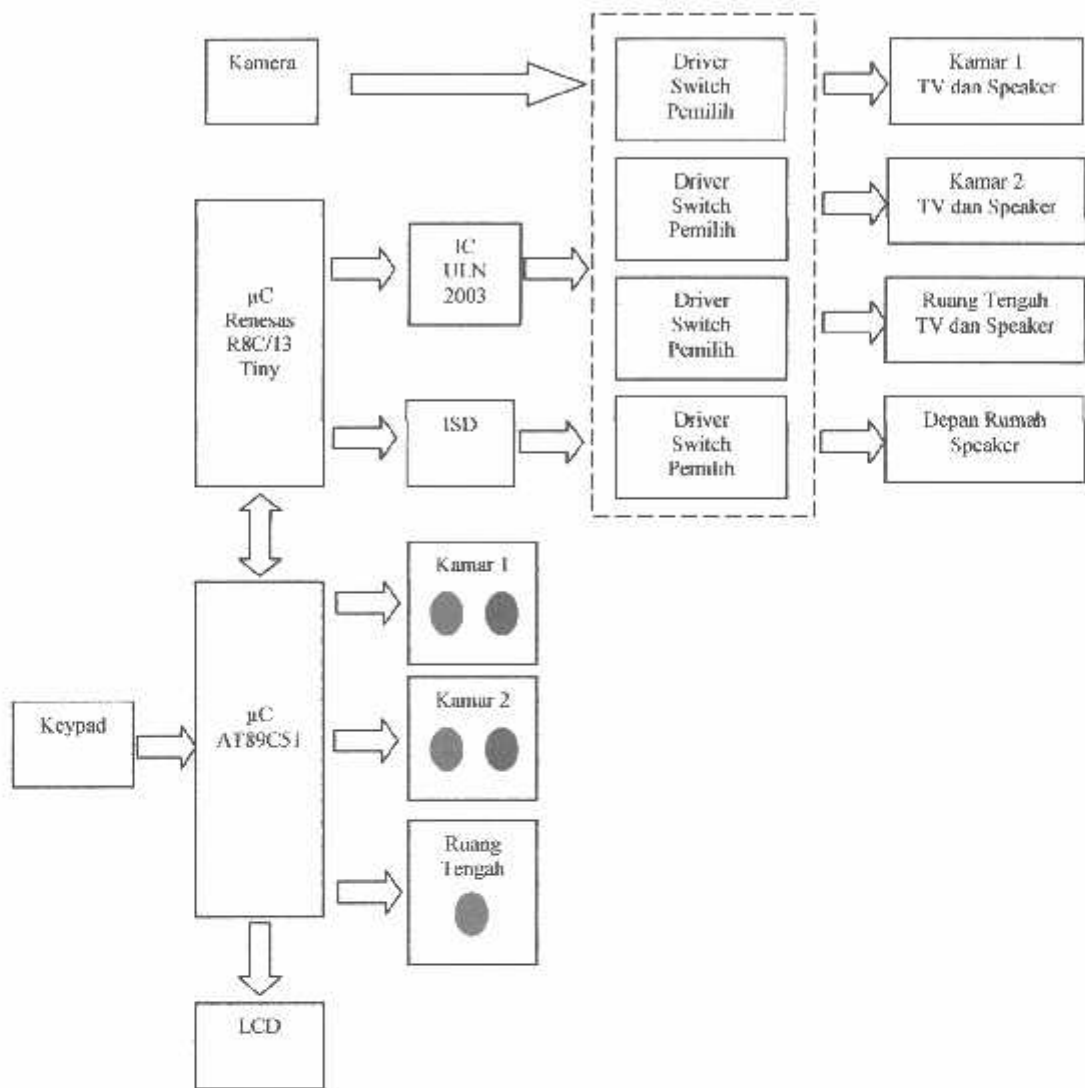 Kamera
Driver
Switch
Pemilih
Kamar 1
TV dan Speaker
Driver
Switch
Pemilih
Kamar 2
TV dan Speaker
µC
Renesas
R8C/13
Tiny
IC
ULN
2003
Driver
Switch
Pemilih
Ruang Tengah
TV dan Speaker
ISD
Driver
Switch
Pemilih
Depan Rumah
Speaker
Kamar 1
Keypad
µC
AT89C51
Kamar 2
Ruang
Tengah
LCD